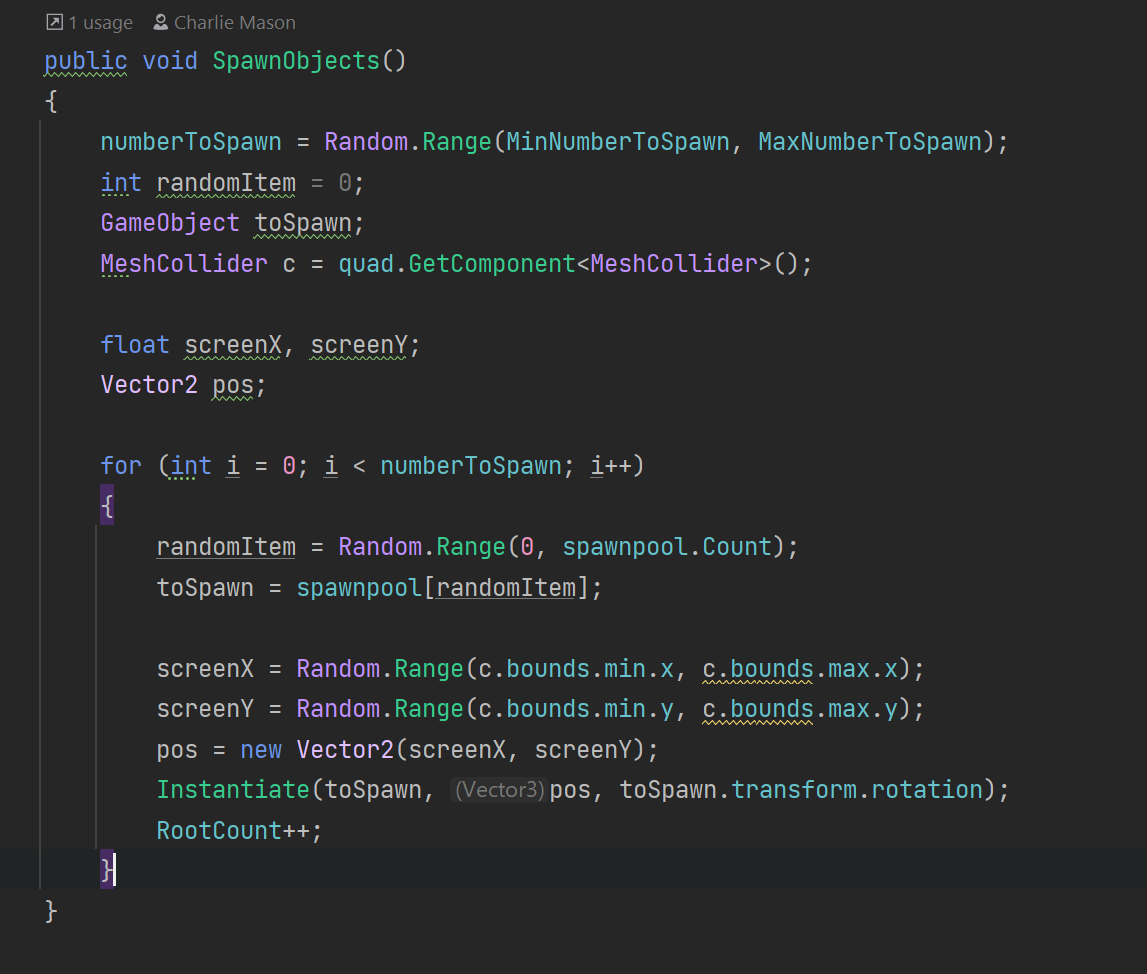 1 usage Charlie Mason
public void SpawnObjects()
{
    numberToSpawn = Random.Range(MinNumberToSpawn, MaxNumberToSpawn);
    int randomItem = 0;
    GameObject toSpawn;
    MeshCollider c = quad.GetComponent<MeshCollider>();

    float screenX, screenY;
    Vector2 pos;

    for (int i = 0; i < numberToSpawn; i++)
    {
        randomItem = Random.Range(0, spawnpool.Count);
        toSpawn = spawnpool[randomItem];

        screenX = Random.Range(c.bounds.min.x, c.bounds.max.x);
        screenY = Random.Range(c.bounds.min.y, c.bounds.max.y);
        pos = new Vector2(screenX, screenY);
        Instantiate(toSpawn, (Vector3)pos, toSpawn.transform.rotation);
        RootCount++;
    }
}